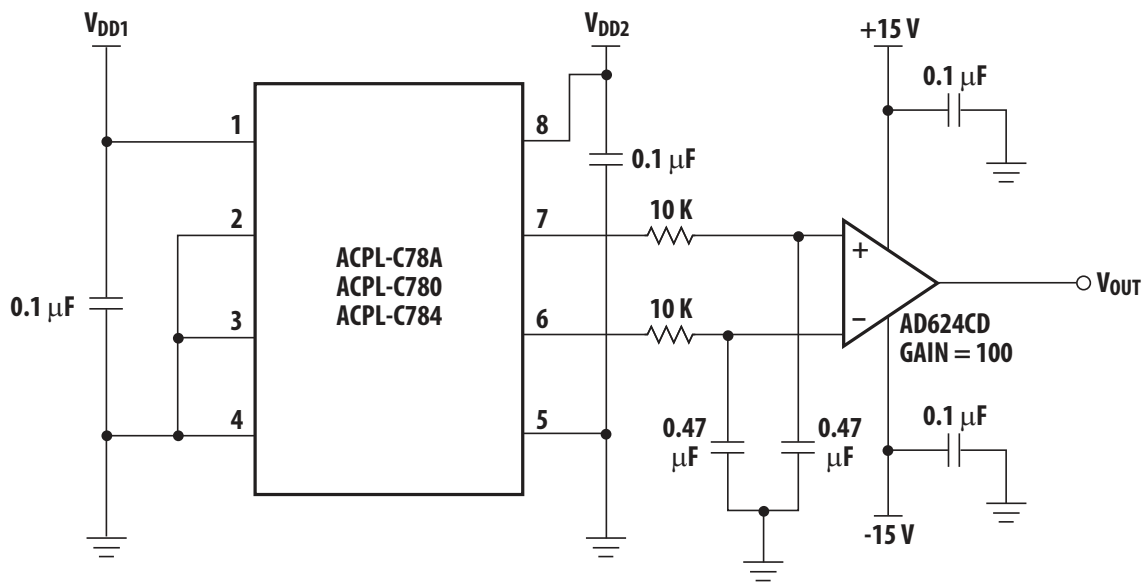 VDD1
VDD2
+15 V
0.1 μF
1
8
0.1 μF
2
7
10 K
ACPL-C78A
ACPL-C780
ACPL-C784
+
VOUT
0.1 μF
3
6
10 K
−
AD624CD
GAIN = 100
4
5
0.47
μF
0.47
μF
0.1 μF
-15 V